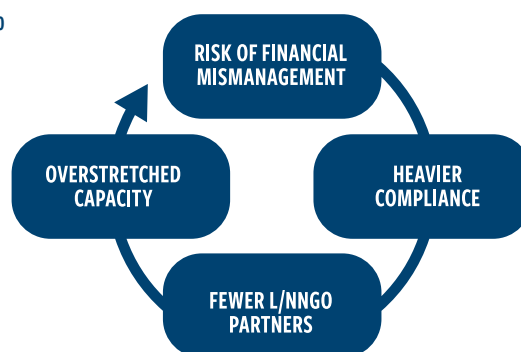 RISK OF FINANCIAL
MISMANAGEMENT
HEAVIER
COMPLIANCE
FEWER L/NNGO
PARTNERS
OVERSTRETCHED
CAPACITY